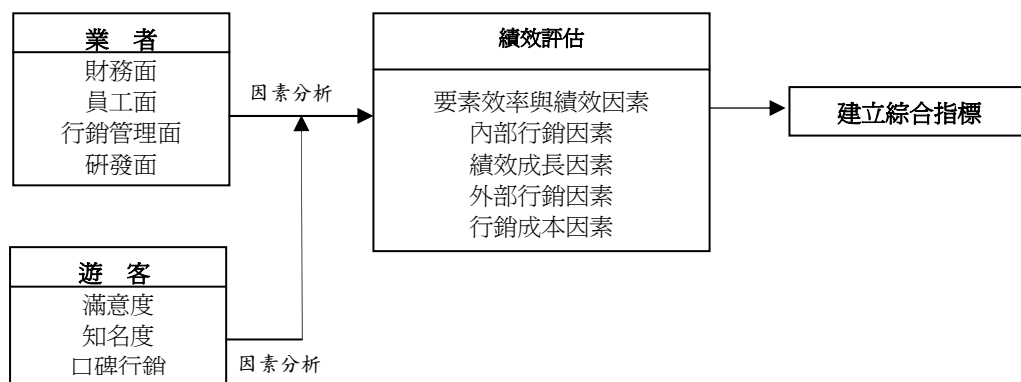 業 者
財務面
員工面
行銷管理面
研發面
因素分析
績效評估
要素效率與績效因素
內部行銷因素
績效成長因素
外部行銷因素
行銷成本因素
建立綜合指標
遊 客
滿意度
知名度
口碑行銷
因素分析